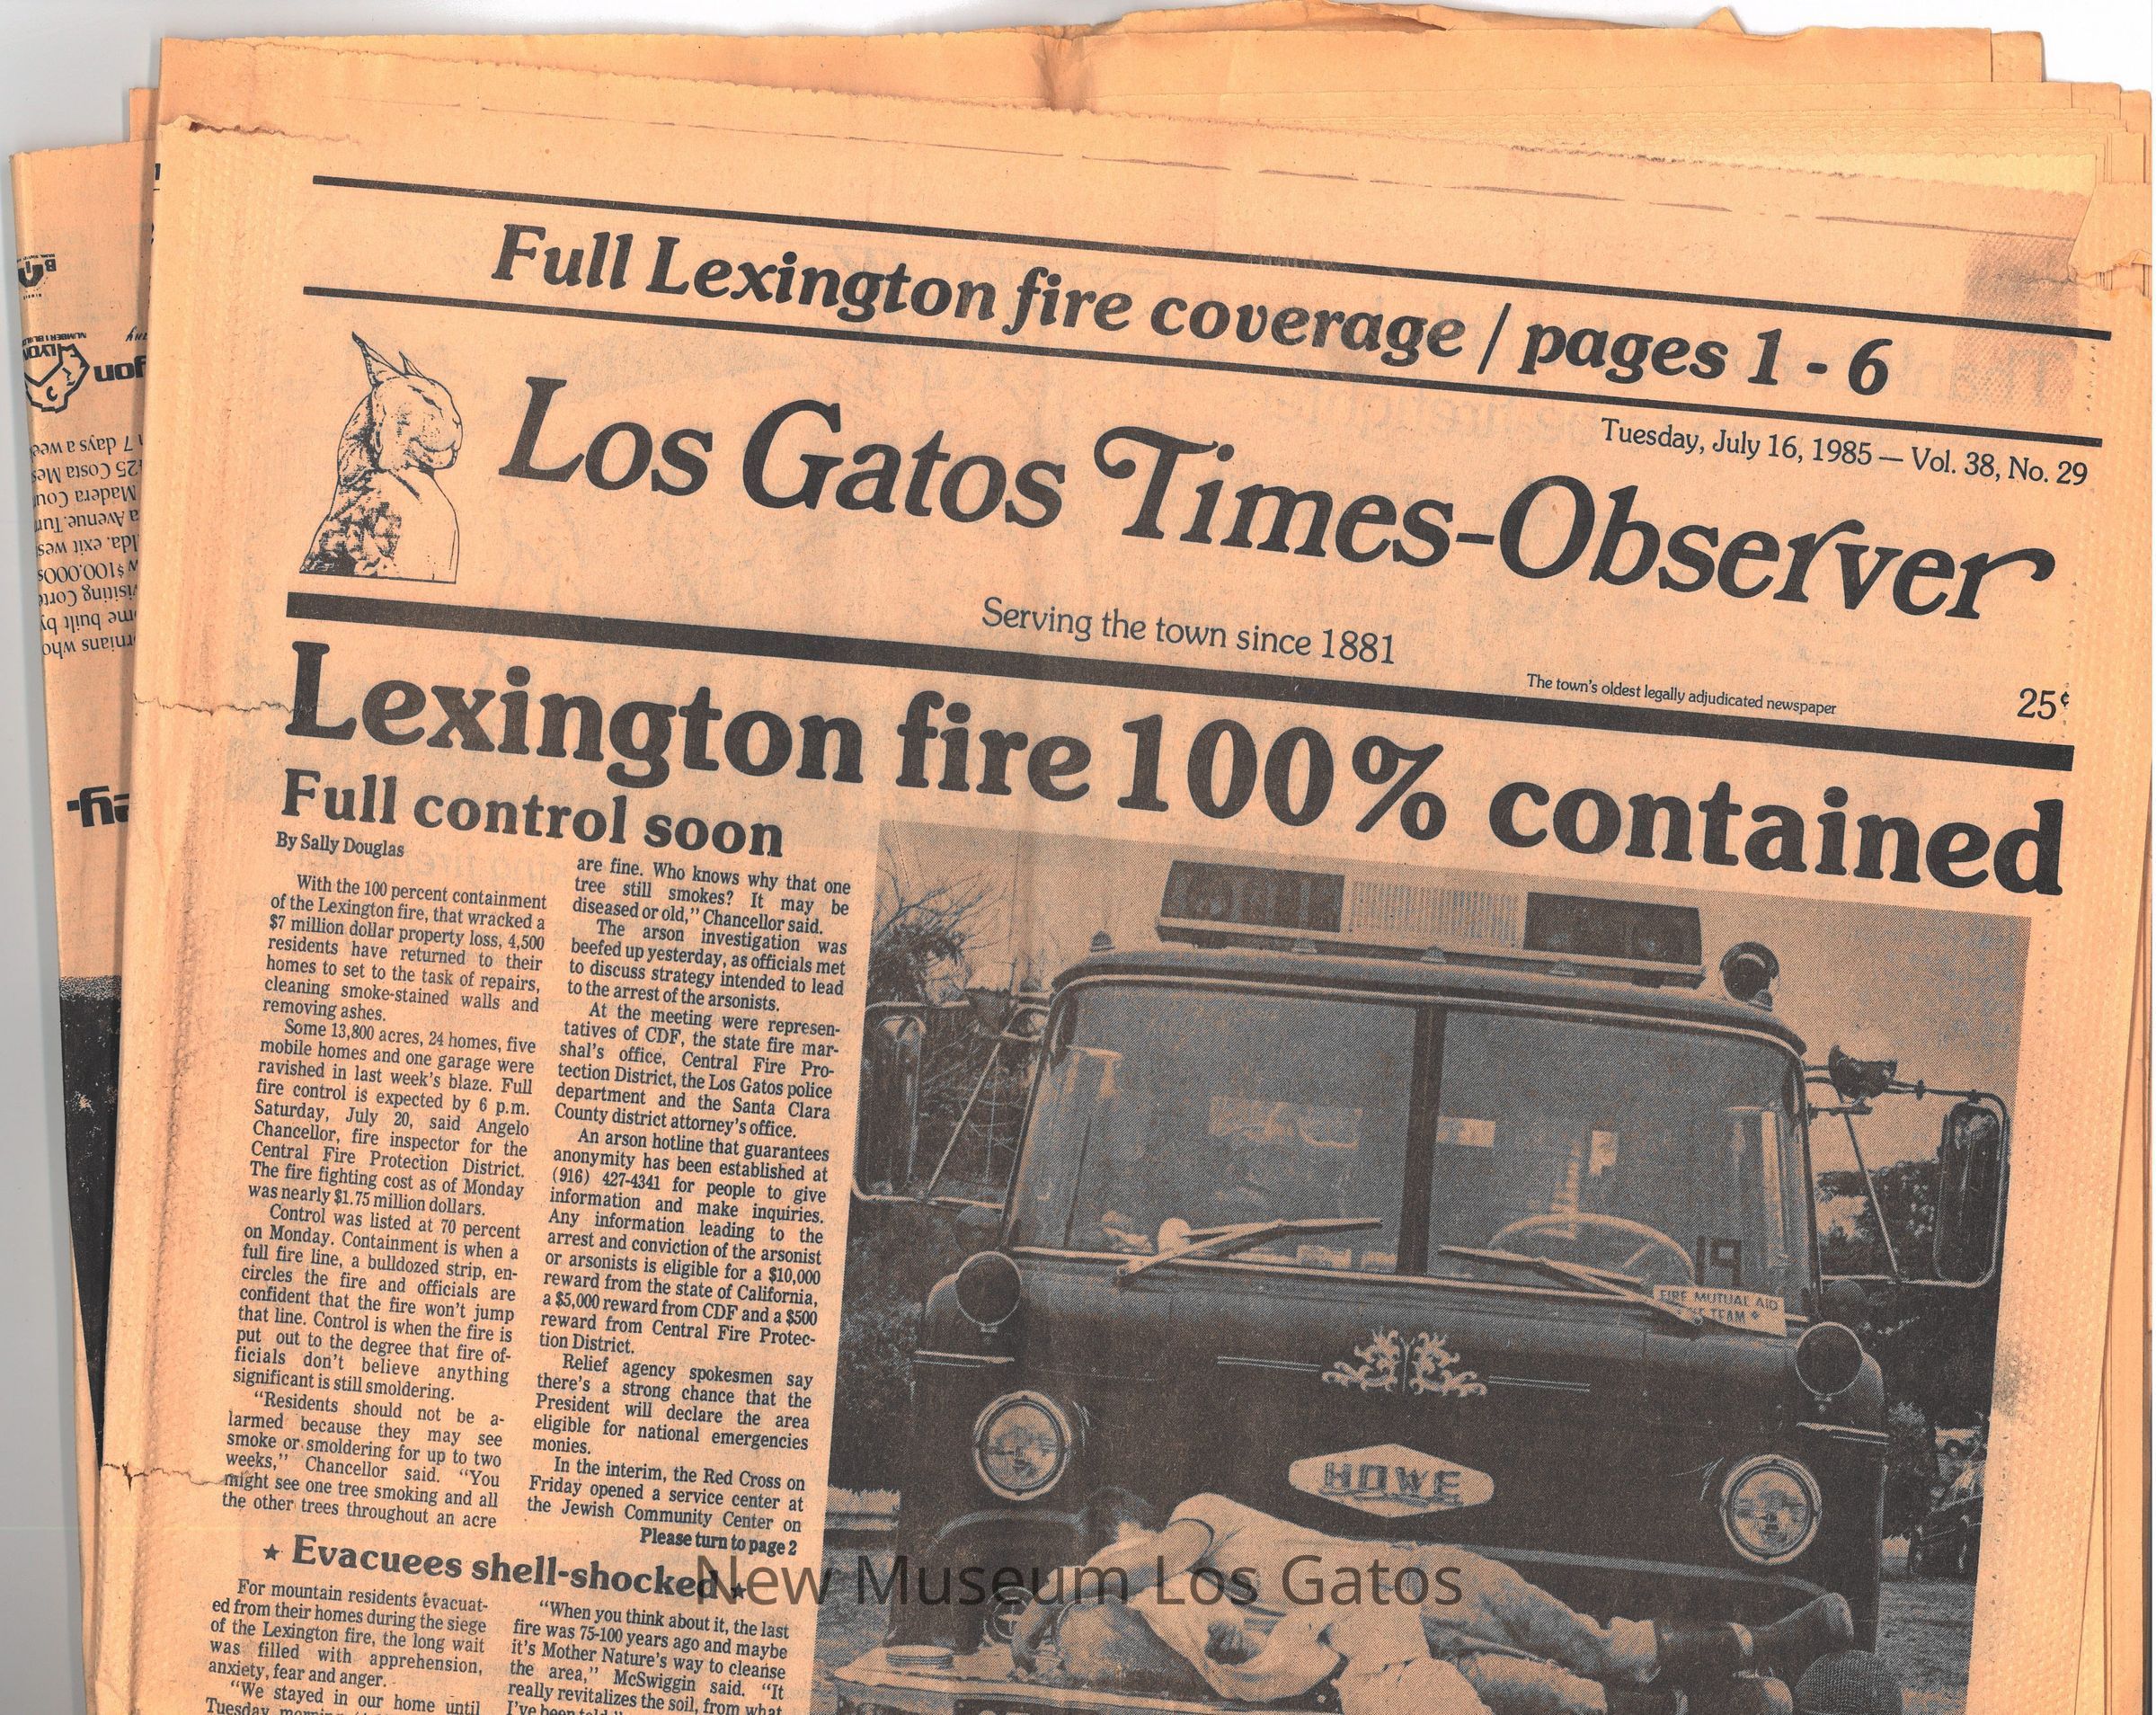 Full Lexington fire coverage / pages 1 - 6
Tuesday, July 16, 1985 — Vol. 38, No. 29
Los Gatos Times-Observer
Serving the town since 1881
The town's oldest legally adjudicated newspaper
25¢
Lexington fire 100% contained
Full control soon
By Sally Douglas
With the 100 percent containment
of the Lexington fire, that wracked a
$7 million dollar property loss, 4,500
residents have returned to their
homes to set to the task of repairs,
cleaning smoke-stained walls and
removing ashes.
Some 13,800 acres, 24 homes, five
mobile homes and one garage were
ravished in last week's blaze. Full
fire control is expected by 6 p.m.
Saturday, July 20, said Angelo
Chancellor, fire inspector for the
Central Fire Protection District.
The fire fighting cost as of Monday
was nearly $1.75 million dollars.
Control was listed at 70 percent
on Monday. Containment is when a
full fire line, a bulldozed strip, en-
circles the fire and officials are
confident that the fire won't jump
that line. Control is when the fire is
put out to the degree that fire of-
ficials don't believe anything
significant is still smoldering.
"Residents should not be a-
larmed because they may see
smoke or smoldering for up to two
weeks," Chancellor said. "You
might see one tree smoking and all
the other trees throughout an acre
are fine. Who knows why that one
tree still smokes? It may be
diseased or old," Chancellor said.
The arson investigation was
beefed up yesterday, as officials met
to discuss strategy intended to lead
to the arrest of the arsonists.
At the meeting were represen-
tatives of CDF, the state fire mar-
shal's office, Central Fire Pro-
tection District, the Los Gatos police
department and the Santa Clara
County district attorney's office.
An arson hotline that guarantees
anonymity has been established at
(916) 427-4341 for people to give
information and make inquiries.
Any information leading to the
arrest and conviction of the arsonist
or arsonists is eligible for a $10,000
reward from the state of California,
a $5,000 reward from CDF and a $500
reward from Central Fire Protec-
tion District.
Relief agency spokesmen say
there's a strong chance that the
President will declare the area
eligible for national emergencies
monies.
In the interim, the Red Cross on
Friday opened a service center at
the Jewish Community Center on
Please turn to page 2
★ Evacuees shell-shocked ★
For mountain residents evacuat-
ed from their homes during the siege
of the Lexington fire, the long wait
was filled with apprehension,
anxiety, fear and anger.
"We stayed in our home until
Tuesday
"When you think about it, the last
fire was 75-100 years ago and maybe
it's Mother Nature's way to cleanse
the area," McSwiggin said. "It
really revitalizes the soil, from what
I've been told
19
FIRE MUTUAL AID
TEAM
HOWE
New Museum Los Gatos
LYON
NUMBER 1
7 days a
25 Costa
Madera
Avenue.
exit
$100,000s
visiting
built by
who